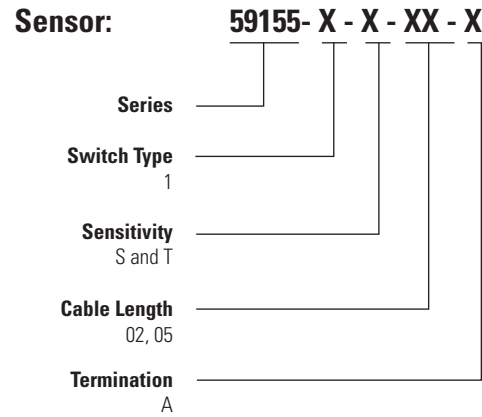 Sensor: 59155- X - X - XX - X
Series
Switch Type
1
Sensitivity
S and T
Cable Length
02, 05
Termination
A